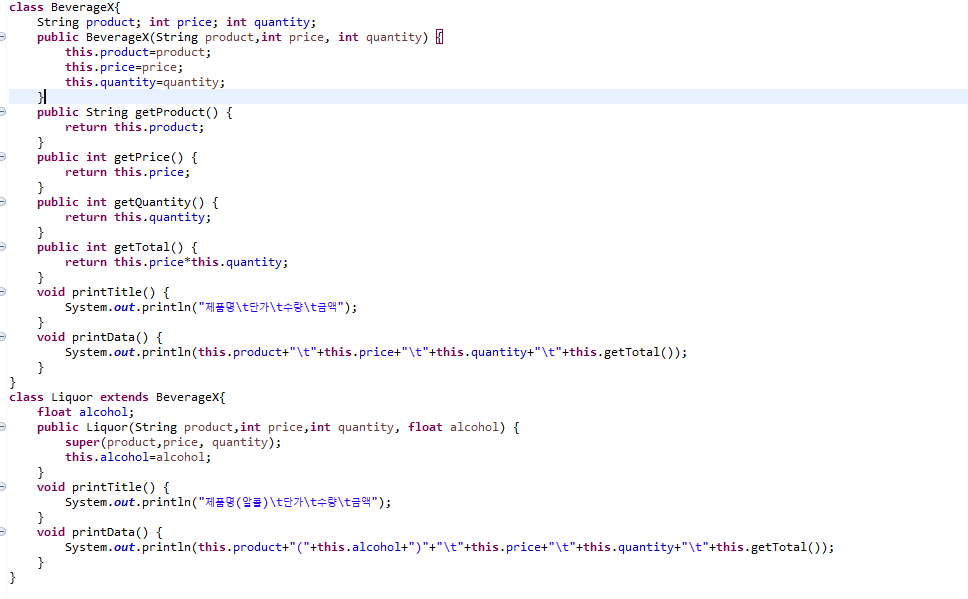 class BeverageX{
String product; int price; int quantity;
public BeverageX(String product,int price, int quantity) {
this.product=product;
this.price=price;
this.quantity=quantity;
}
public String getProduct() {
return this.product;
}
public int getPrice() {
return this.price;
}
public int getQuantity() {
return this.quantity;
}
public int getTotal() {
return this.price*this.quantity;
}
void printTitle() {
System.out.println("제품명\t단가\t수량\t금액");
}
void printData() {
System.out.println(this.product+"\t"+this.price+"\t"+this.quantity+"\t"+this.getTotal());
}
}
class Liquor extends BeverageX{
float alcohol;
public Liquor(String product,int price,int quantity, float alcohol) {
super(product,price, quantity);
this.alcohol=alcohol;
}
void printTitle() {
System.out.println("제품명(알콜)\t단가\t수량\t금액");
}
void printData() {
System.out.println(this.product+"("+this.alcohol+")"+"\t"+this.price+"\t"+this.quantity+"\t"+this.getTotal());
}
}